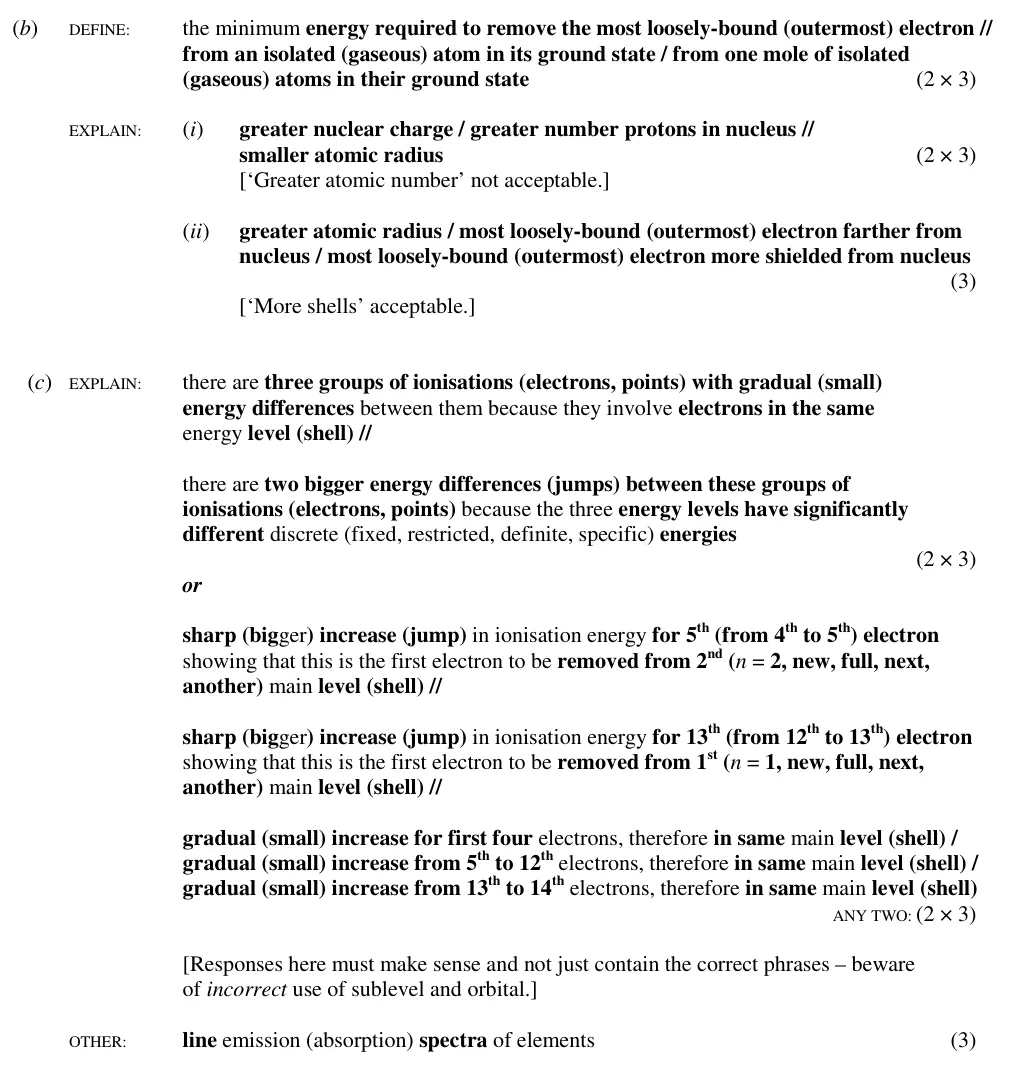 (b) DEFINE: the minimum energy required to remove the most loosely-bound (outermost) electron //
from an isolated (gaseous) atom in its ground state / from one mole of isolated
(gaseous) atoms in their ground state (2 × 3)
EXPLAIN: (i) greater nuclear charge / greater number protons in nucleus //
smaller atomic radius (2 × 3)
[‘Greater atomic number’ not acceptable.]
(ii) greater atomic radius / most loosely-bound (outermost) electron farther from
nucleus / most loosely-bound (outermost) electron more shielded from nucleus
(3)
[‘More shells’ acceptable.]
(c) EXPLAIN: there are three groups of ionisations (electrons, points) with gradual (small)
energy differences between them because they involve electrons in the same
energy level (shell) //
there are two bigger energy differences (jumps) between these groups of
ionisations (electrons, points) because the three energy levels have significantly
different discrete (fixed, restricted, definite, specific) energies
(2 × 3)
or
sharp (bigger) increase (jump) in ionisation energy for 5th (from 4th to 5th) electron
showing that this is the first electron to be removed from 2nd (n = 2, new, full, next,
another) main level (shell) //
sharp (bigger) increase (jump) in ionisation energy for 13th (from 12th to 13th) electron
showing that this is the first electron to be removed from 1st (n = 1, new, full, next,
another) main level (shell) //
gradual (small) increase for first four electrons, therefore in same main level (shell) /
gradual (small) increase from 5th to 12th electrons, therefore in same main level (shell) /
gradual (small) increase from 13th to 14th electrons, therefore in same main level (shell)
ANY TWO: (2 × 3)
[Responses here must make sense and not just contain the correct phrases – beware
of incorrect use of sublevel and orbital.]
OTHER: line emission (absorption) spectra of elements (3)